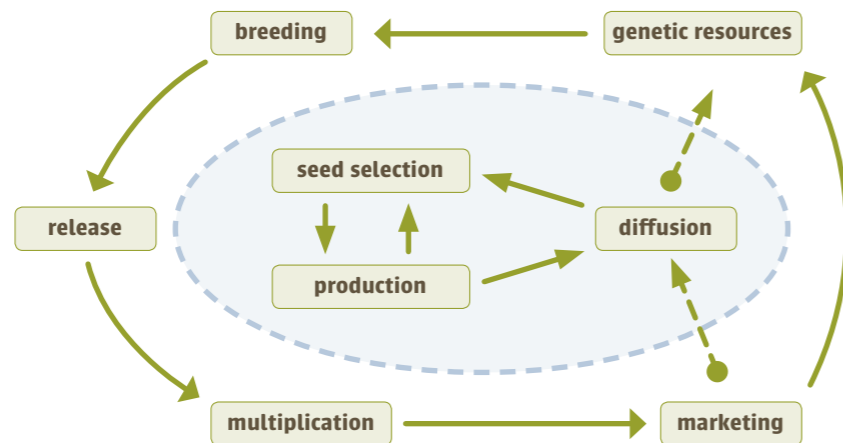 breeding
genetic resources
seed selection
release
diffusion
production
multiplication
marketing